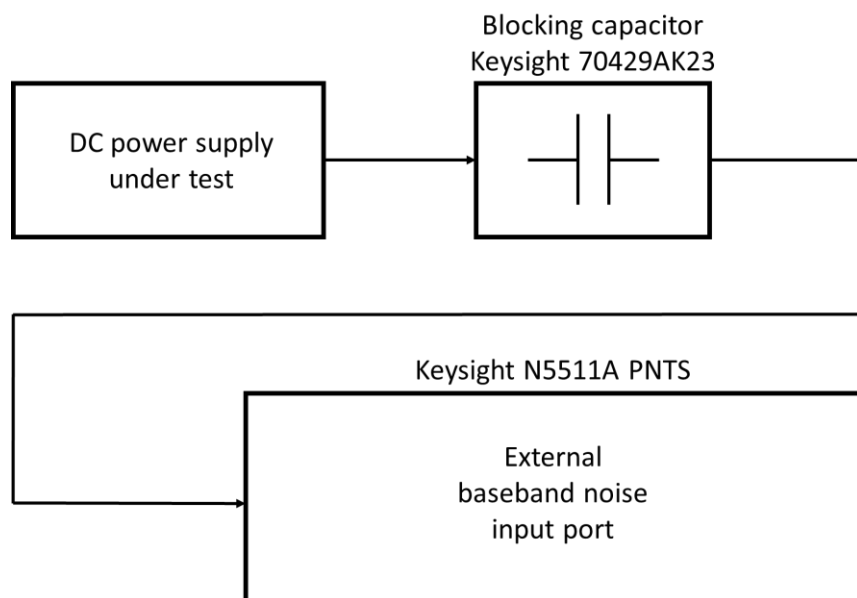 Blocking capacitor
Keysight 70429AK23
DC power supply
under test
Keysight N5511A PNTS
External
baseband noise
input port